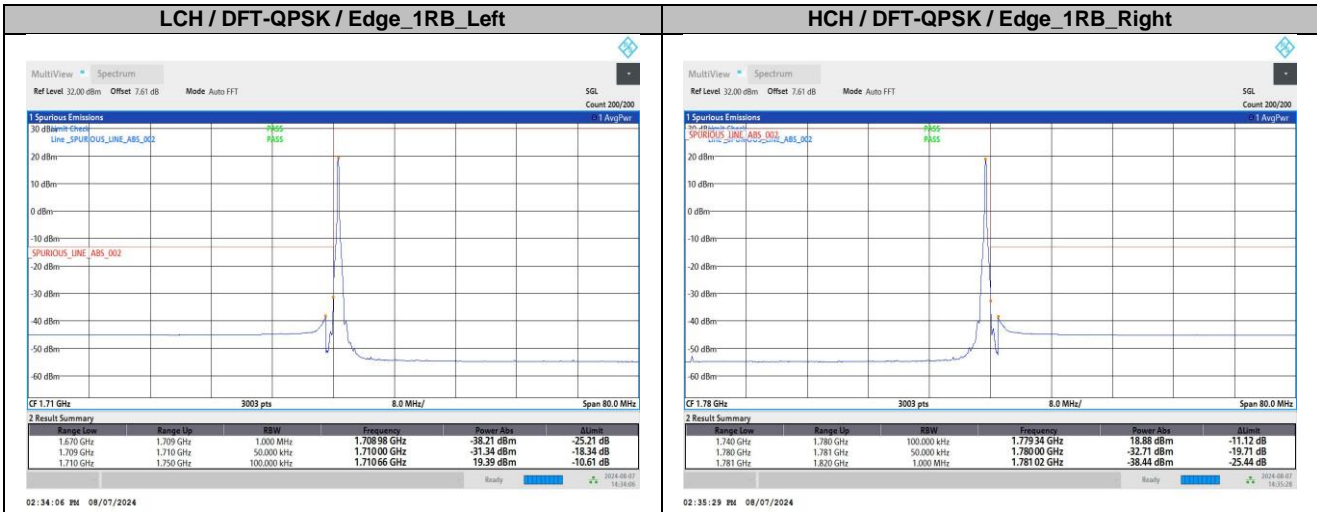 LCH / DFT-QPSK / Edge_1RB_Left
MultiView Spectrum
Ref Level 32.00 dBm Offset 7.61 dB Mode Auto FFT SGL
Count 200/200
1 Spurious Emissions 1 AvgPwr
30 dBm Limit Check PASS
Line _SPURIOUS_LINE_ABS_002 PASS
20 dBm
10 dBm
0 dBm
-10 dBm
_SPURIOUS_LINE_ABS_002
-20 dBm
-30 dBm
-40 dBm
-50 dBm
-60 dBm
CF 1.71 GHz 3003 pts 8.0 MHz/ Span 80.0 MHz
2 Result Summary
Range Low Range Up RBW Frequency Power Abs ΔLimit
1.670 GHz 1.709 GHz 1.000 MHz 1.708 98 GHz -38.21 dBm -25.21 dB
1.709 GHz 1.710 GHz 50.000 kHz 1.710 00 GHz -31.34 dBm -18.34 dB
1.710 GHz 1.750 GHz 100.000 kHz 1.710 66 GHz 19.39 dBm -10.61 dB
Ready 2024-08-07
14:34:06
02:34:06 PM 08/07/2024
HCH / DFT-QPSK / Edge_1RB_Right
MultiView Spectrum
Ref Level 32.00 dBm Offset 7.61 dB Mode Auto FFT SGL
Count 200/200
1 Spurious Emissions 1 AvgPwr
Limit Check PASS
_SPURIOUS_LINE_ABS_002
Line _SPURIOUS_LINE_ABS_002 PASS
20 dBm
10 dBm
0 dBm
-10 dBm
-20 dBm
-30 dBm
-40 dBm
-50 dBm
-60 dBm
CF 1.78 GHz 3003 pts 8.0 MHz/ Span 80.0 MHz
2 Result Summary
Range Low Range Up RBW Frequency Power Abs ΔLimit
1.740 GHz 1.780 GHz 100.000 kHz 1.779 34 GHz 18.88 dBm -11.12 dB
1.780 GHz 1.781 GHz 50.000 kHz 1.780 00 GHz -32.71 dBm -19.71 dB
1.781 GHz 1.820 GHz 1.000 MHz 1.781 02 GHz -38.44 dBm -25.44 dB
Ready 2024-08-07
14:35:28
02:35:29 PM 08/07/2024